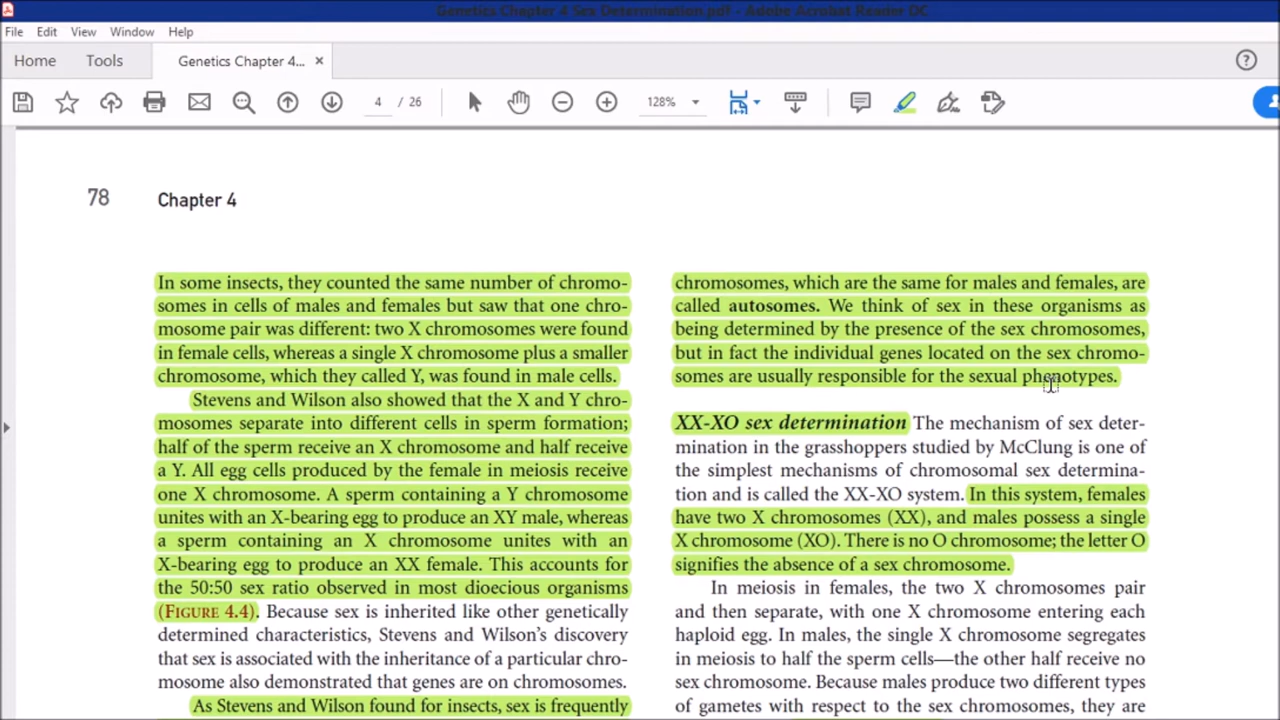 Genetics Chapter 4 Sex Determination.pdf - Adobe Acrobat Reader DC
File Edit View Window Help
Home Tools Genetics Chapter 4... ×
4 / 26 128%
78 Chapter 4
In some insects, they counted the same number of chromo-
somes in cells of males and females but saw that one chro-
mosome pair was different: two X chromosomes were found
in female cells, whereas a single X chromosome plus a smaller
chromosome, which they called Y, was found in male cells.
Stevens and Wilson also showed that the X and Y chro-
mosomes separate into different cells in sperm formation;
half of the sperm receive an X chromosome and half receive
a Y. All egg cells produced by the female in meiosis receive
one X chromosome. A sperm containing a Y chromosome
unites with an X-bearing egg to produce an XY male, whereas
a sperm containing an X chromosome unites with an
X-bearing egg to produce an XX female. This accounts for
the 50:50 sex ratio observed in most dioecious organisms
(FIGURE 4.4). Because sex is inherited like other genetically
determined characteristics, Stevens and Wilson’s discovery
that sex is associated with the inheritance of a particular chro-
mosome also demonstrated that genes are on chromosomes.
As Stevens and Wilson found for insects, sex is frequently
chromosomes, which are the same for males and females, are
called autosomes. We think of sex in these organisms as
being determined by the presence of the sex chromosomes,
but in fact the individual genes located on the sex chromo-
somes are usually responsible for the sexual phenotypes.
XX-XO sex determination The mechanism of sex deter-
mination in the grasshoppers studied by McClung is one of
the simplest mechanisms of chromosomal sex determina-
tion and is called the XX-XO system. In this system, females
have two X chromosomes (XX), and males possess a single
X chromosome (XO). There is no O chromosome; the letter O
signifies the absence of a sex chromosome.
In meiosis in females, the two X chromosomes pair
and then separate, with one X chromosome entering each
haploid egg. In males, the single X chromosome segregates
in meiosis to half the sperm cells—the other half receive no
sex chromosome. Because males produce two different types
of gametes with respect to the sex chromosomes, they are